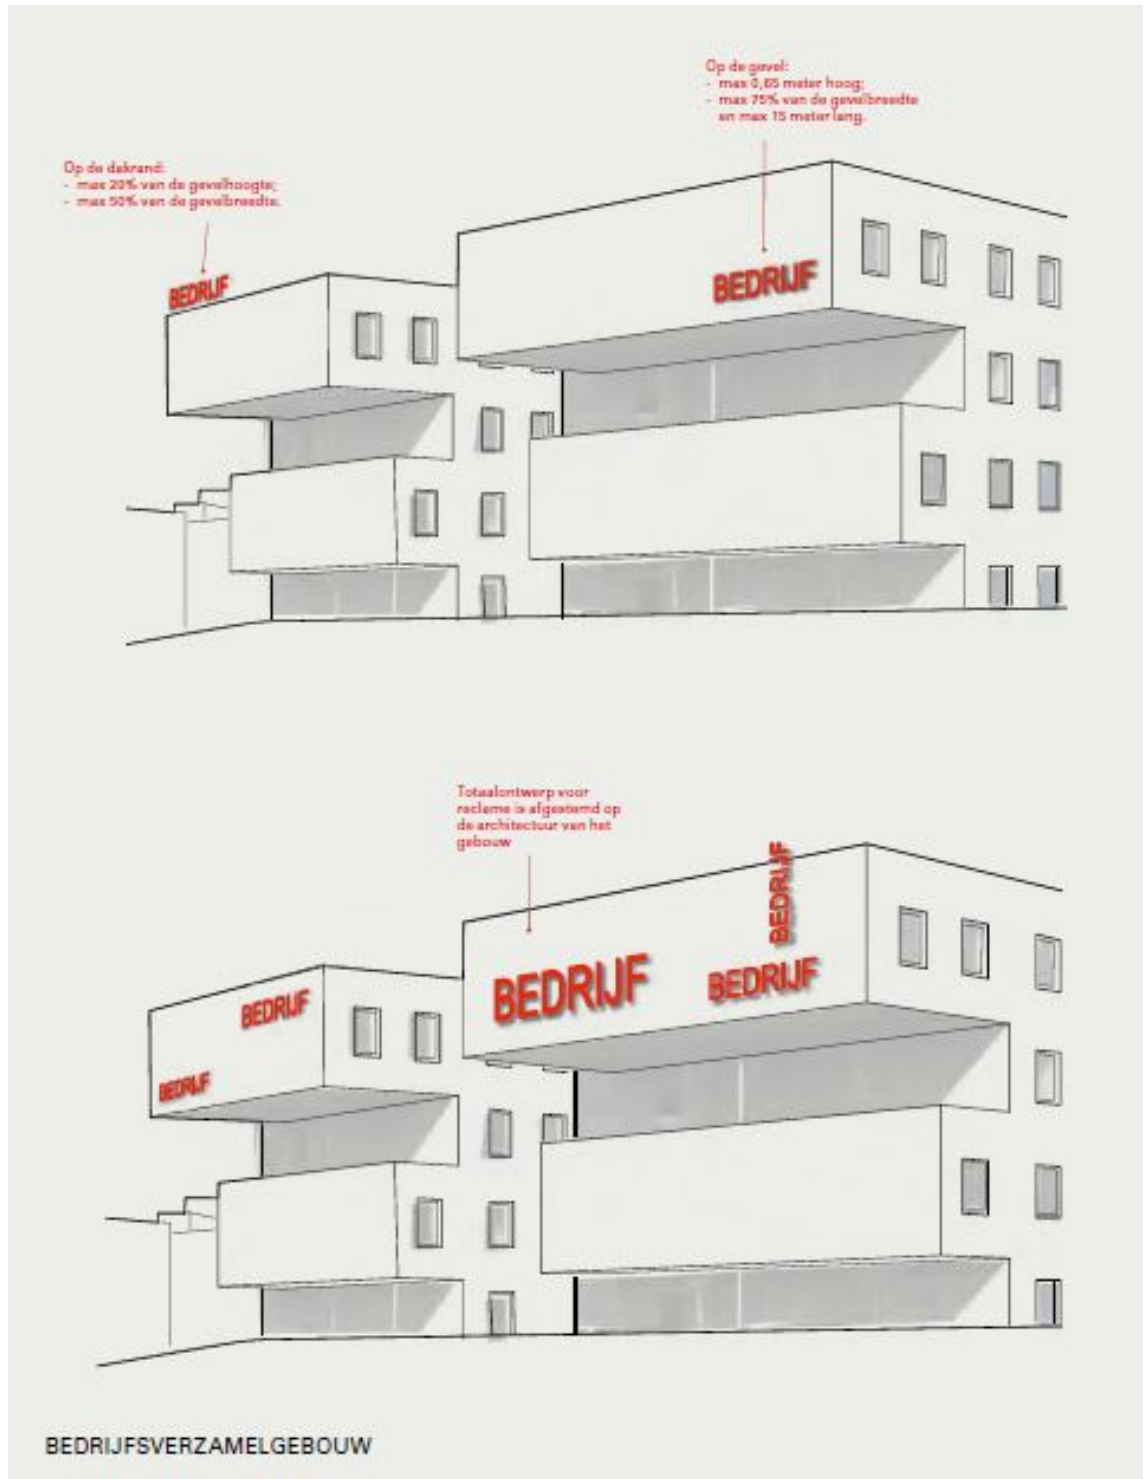 Op de gevel:
- max 0,65 meter hoog;
- max 75% van de gevelbreedte
en max 15 meter lang.
Op de dakrand:
- max 20% van de gevelhoogte;
- max 50% van de gevelbreedte.
BEDRIJF
BEDRIJF
Totaalontwerp voor
reclame is afgestemd op
de architectuur van het
gebouw
BEDRIJF
BEDRIJF
BEDRIJF
BEDRIJF
BEDRIJF
BEDRIJFSVERZAMELGEBOUW